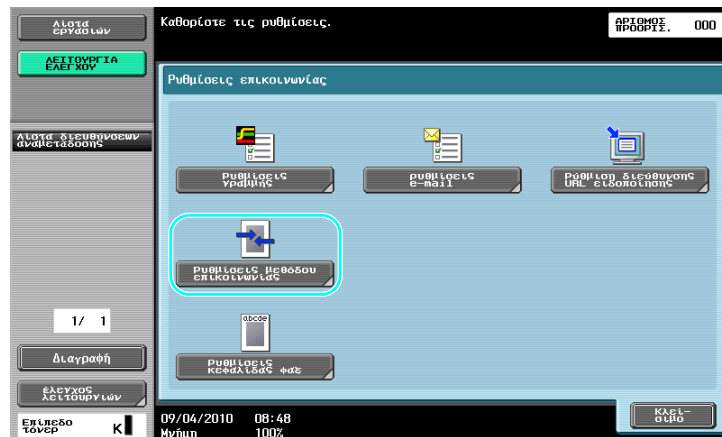 Λίστα
εργασιών
Καθορίστε τις ρυθμίσεις.
ΑΡΙΘΜΟΣ
ΠΡΟΟΡΙΣ.
000
ΛΕΙΤΟΥΡΓΙΑ
ΕΛΕΓΧΟΥ
Ρυθμίσεις επικοινωνίας
Λίστα διευθύνσεων
αναμετάδοσης
Ρυθμίσεις
γραμμής
ρυθμίσεις
e-mail
Ρύθμιση διεύθυνσης
URL ειδοποίησης
Ρυθμίσεις μεθόδου
επικοινωνίας
abcde
Ρυθμίσεις
κεφαλίδας φαξ
1/ 1
Διαγραφή
έλεγχος
λειτουργιών
Επίπεδο
τόνερ
K
09/04/2010 08:48
Μνήμη 100%
Κλεί-
σιμο